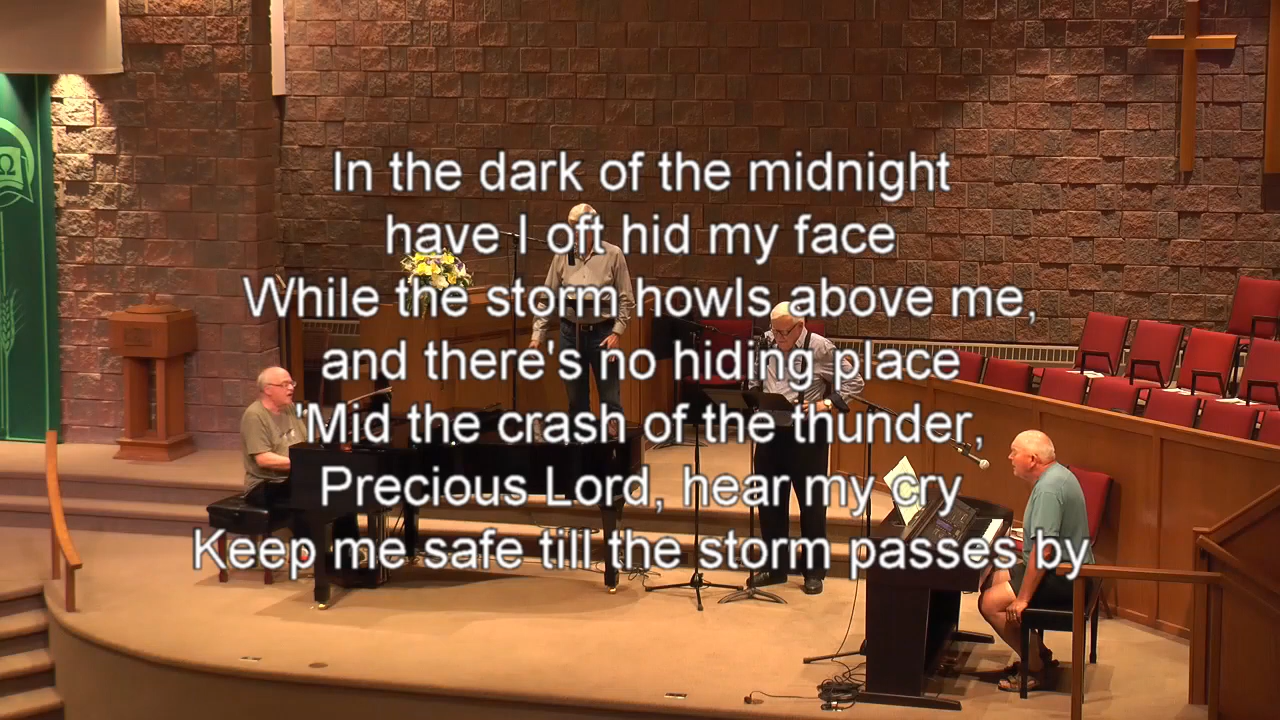 In the dark of the midnight
have I oft hid my face
While the storm howls above me,
and there's no hiding place
'Mid the crash of the thunder,
Precious Lord, hear my cry
Keep me safe till the storm passes by
Ω